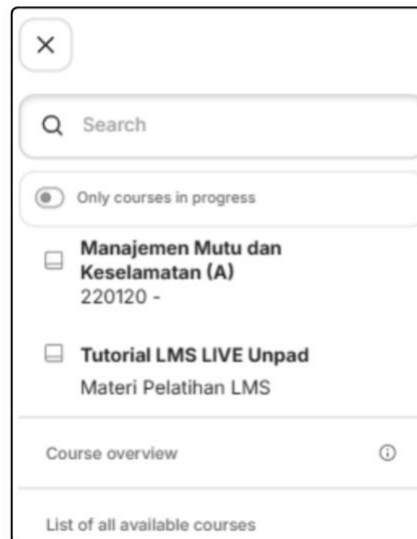 Search
Only courses in progress
Manajemen Mutu dan
Keselamatan (A)
220120 -
Tutorial LMS LIVE Unpad
Materi Pelatihan LMS
Course overview
List of all available courses